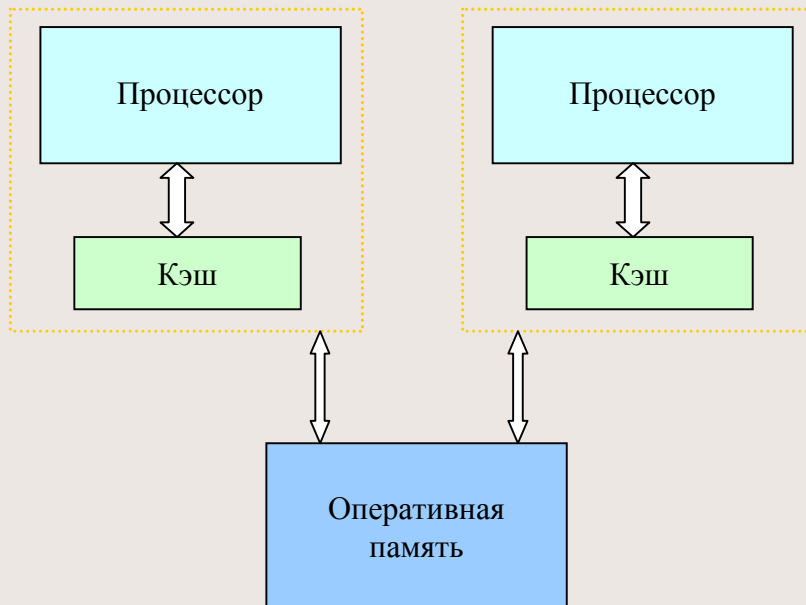 Процессор
Процессор
Кэш
Кэш
Оперативная
память